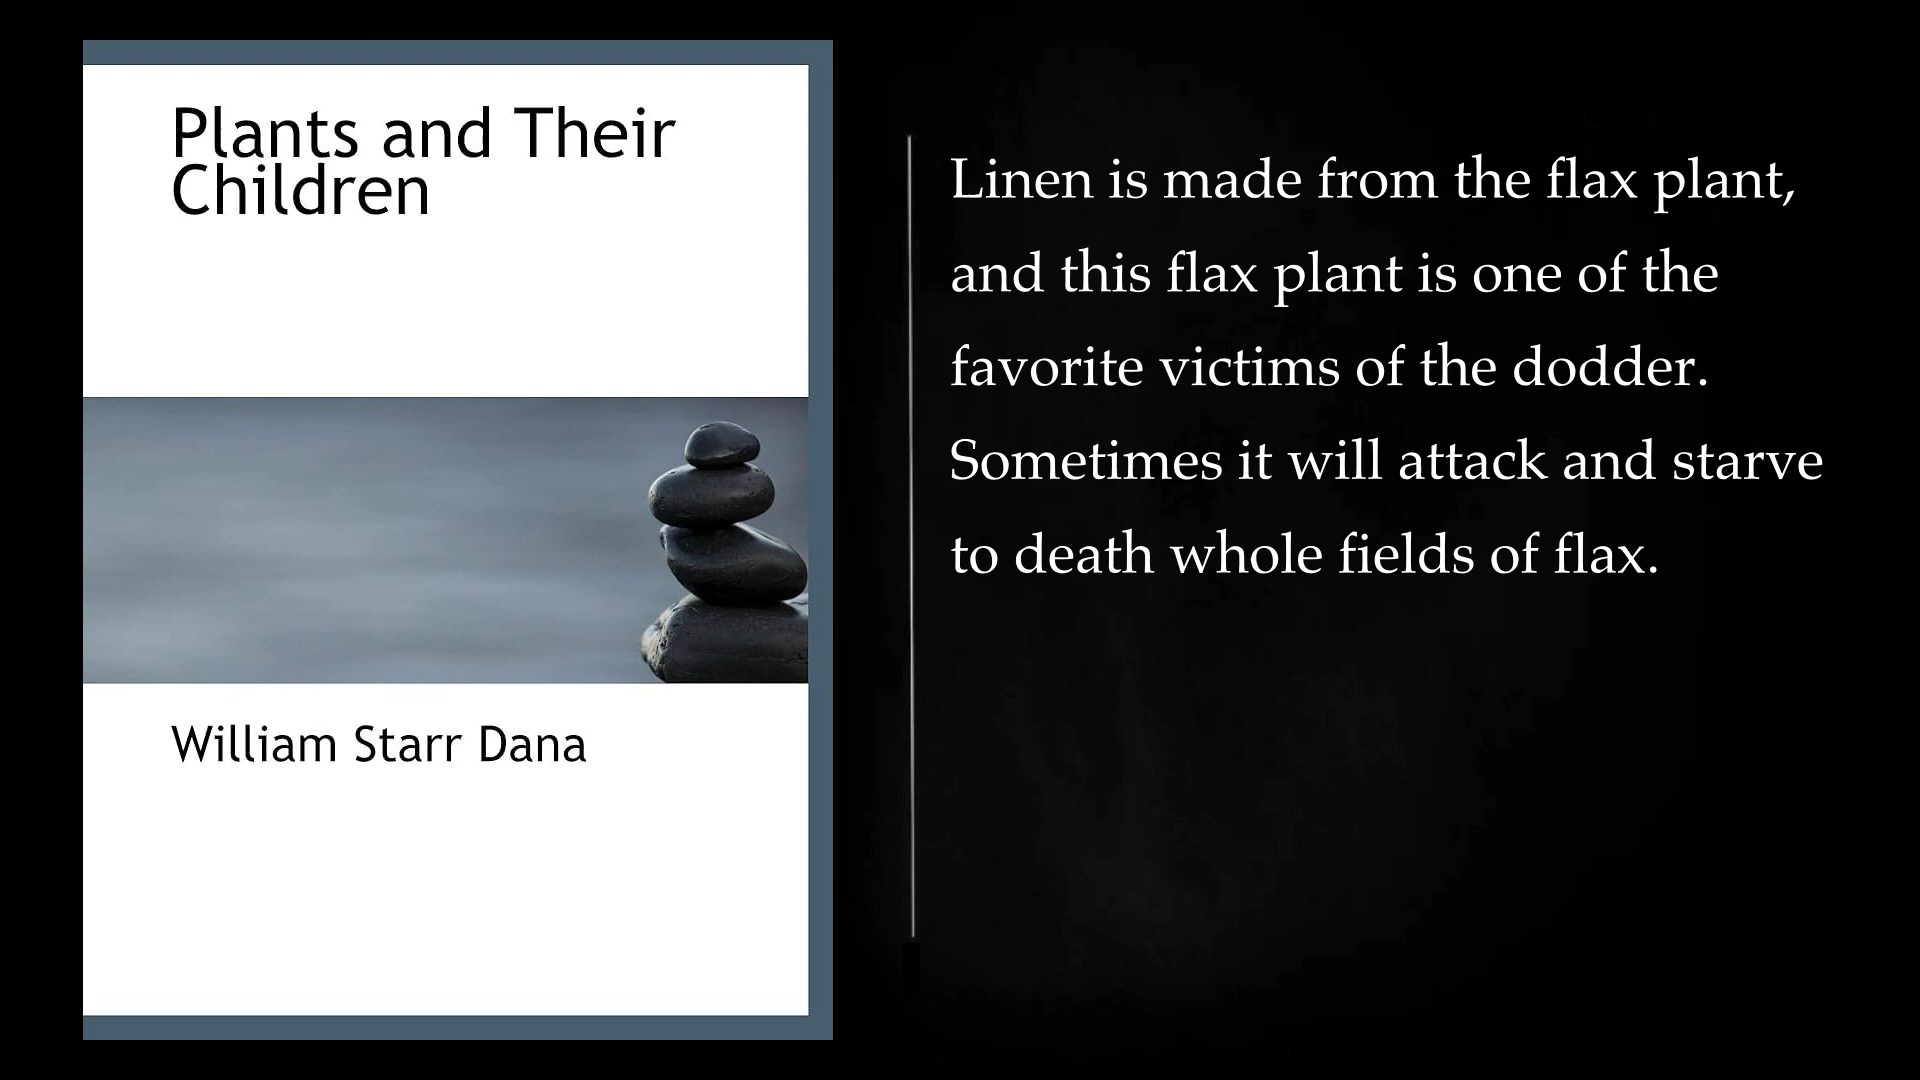 Plants and Their
Children
William Starr Dana
Linen is made from the flax plant,
and this flax plant is one of the
favorite victims of the dodder.
Sometimes it will attack and starve
to death whole fields of flax.